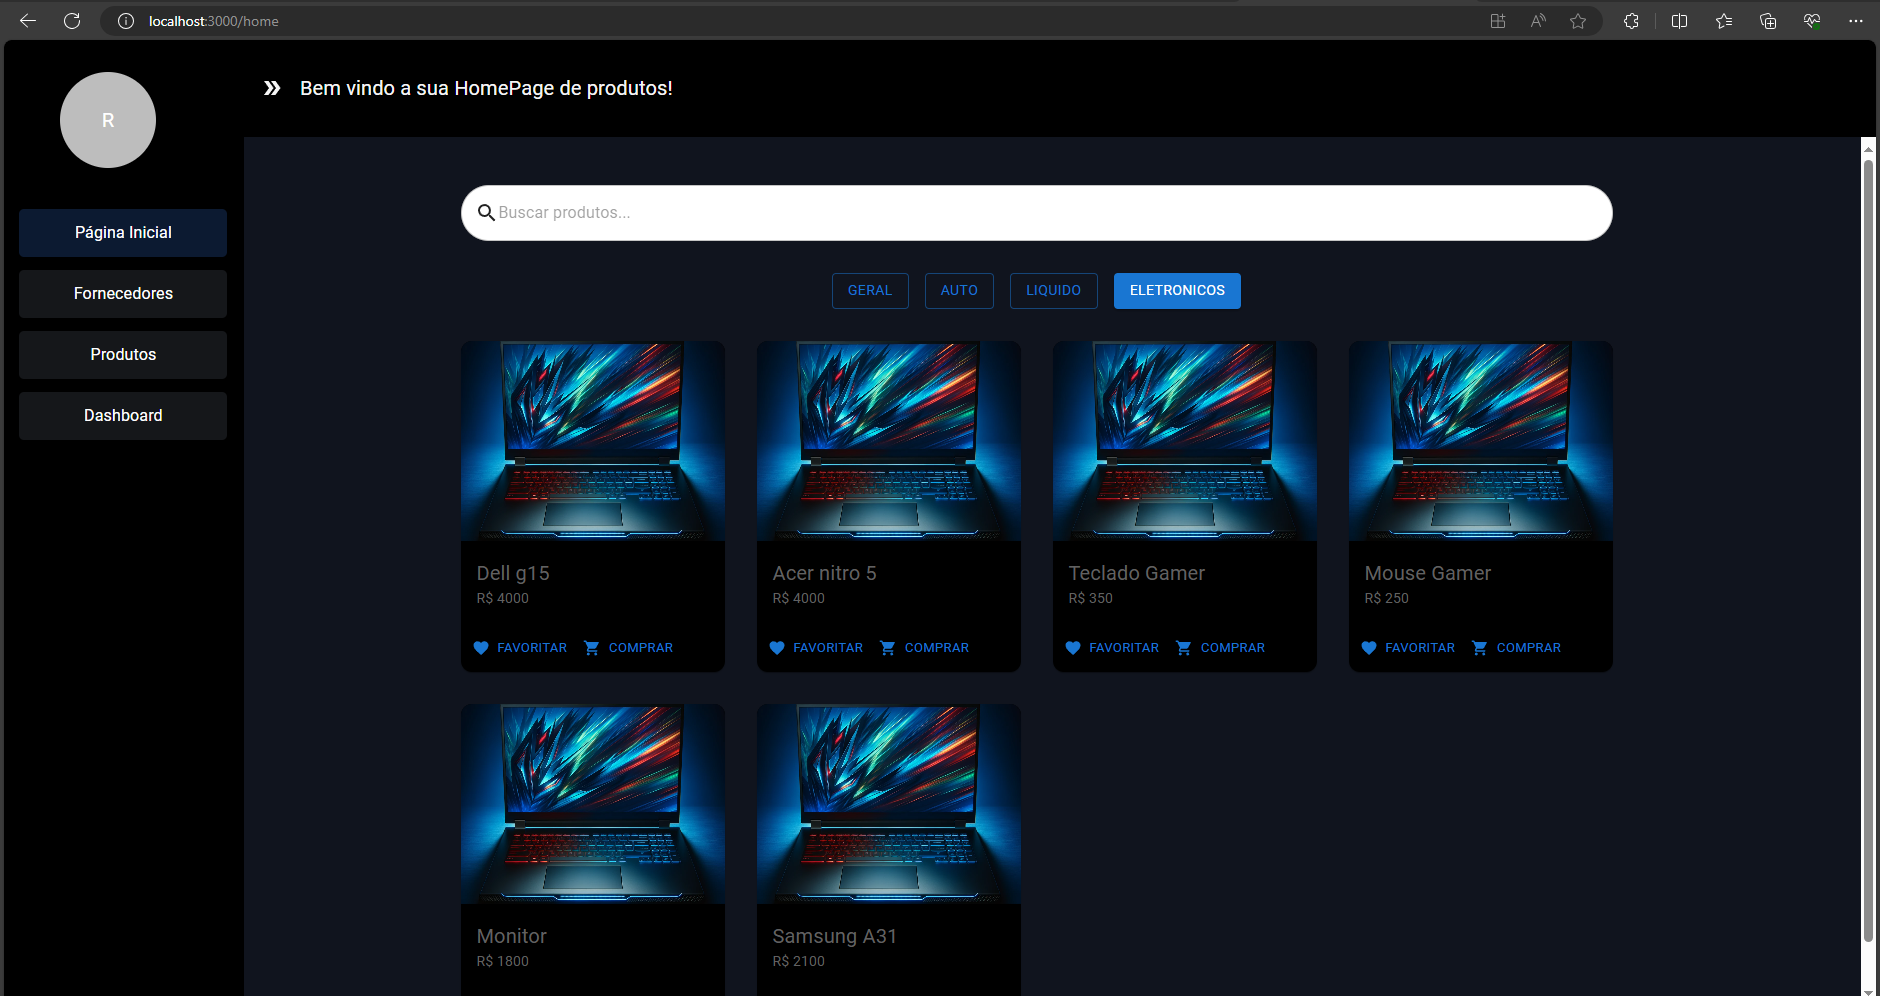 localhost:3000/home
R
Bem vindo a sua HomePage de produtos!
Página Inicial
Fornecedores
Produtos
Dashboard
Buscar produtos...
GERAL AUTO LIQUIDO ELETRONICOS
Dell g15
R$ 4000
FAVORITAR COMPRAR
Acer nitro 5
R$ 4000
FAVORITAR COMPRAR
Teclado Gamer
R$ 350
FAVORITAR COMPRAR
Mouse Gamer
R$ 250
FAVORITAR COMPRAR
Monitor
R$ 1800
Samsung A31
R$ 2100